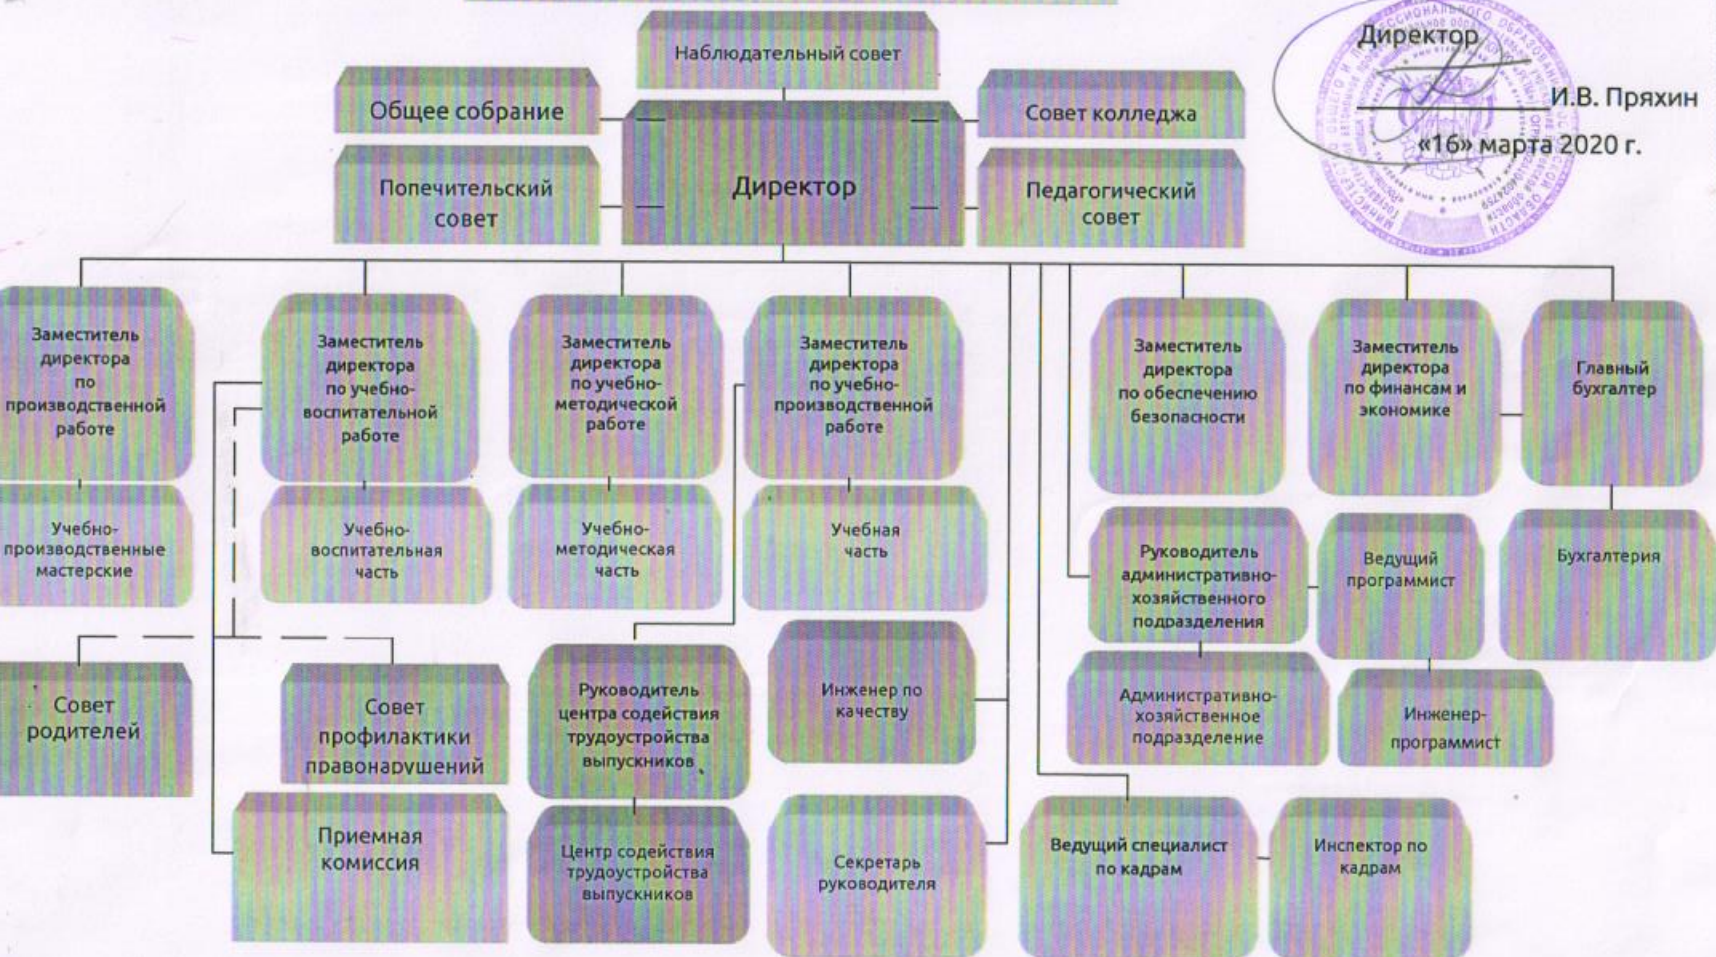 Наблюдательный совет
Директор
И.В. Пряхин
«16» марта 2020 г.
Общее собрание
Попечительский
совет
Директор
Совет колледжа
Педагогический
совет
Заместитель
директора
по
производственной
работе
Заместитель
директора
по учебно-
воспитательной
работе
Заместитель
директора
по учебно-
методической
работе
Заместитель
директора
по учебно-
производственной
работе
Заместитель
директора
по обеспечению
безопасности
Заместитель
директора
по финансам и
экономике
Главный
бухгалтер
Учебно-
производственные
мастерские
Учебно-
воспитательная
часть
Учебно-
методическая
часть
Учебная
часть
Руководитель
административно-
хозяйственного
подразделения
Ведущий
программист
Бухгалтерия
Совет
родителей
Совет
профилактики
правонарушений
Руководитель
центра содействия
трудоустройства
выпускников
Инженер по
качеству
Административно-
хозяйственное
подразделение
Инженер-
программист
Приемная
комиссия
Центр содействия
трудоустройства
выпускников
Секретарь
руководителя
Ведущий специалист
по кадрам
Инспектор по
кадрам